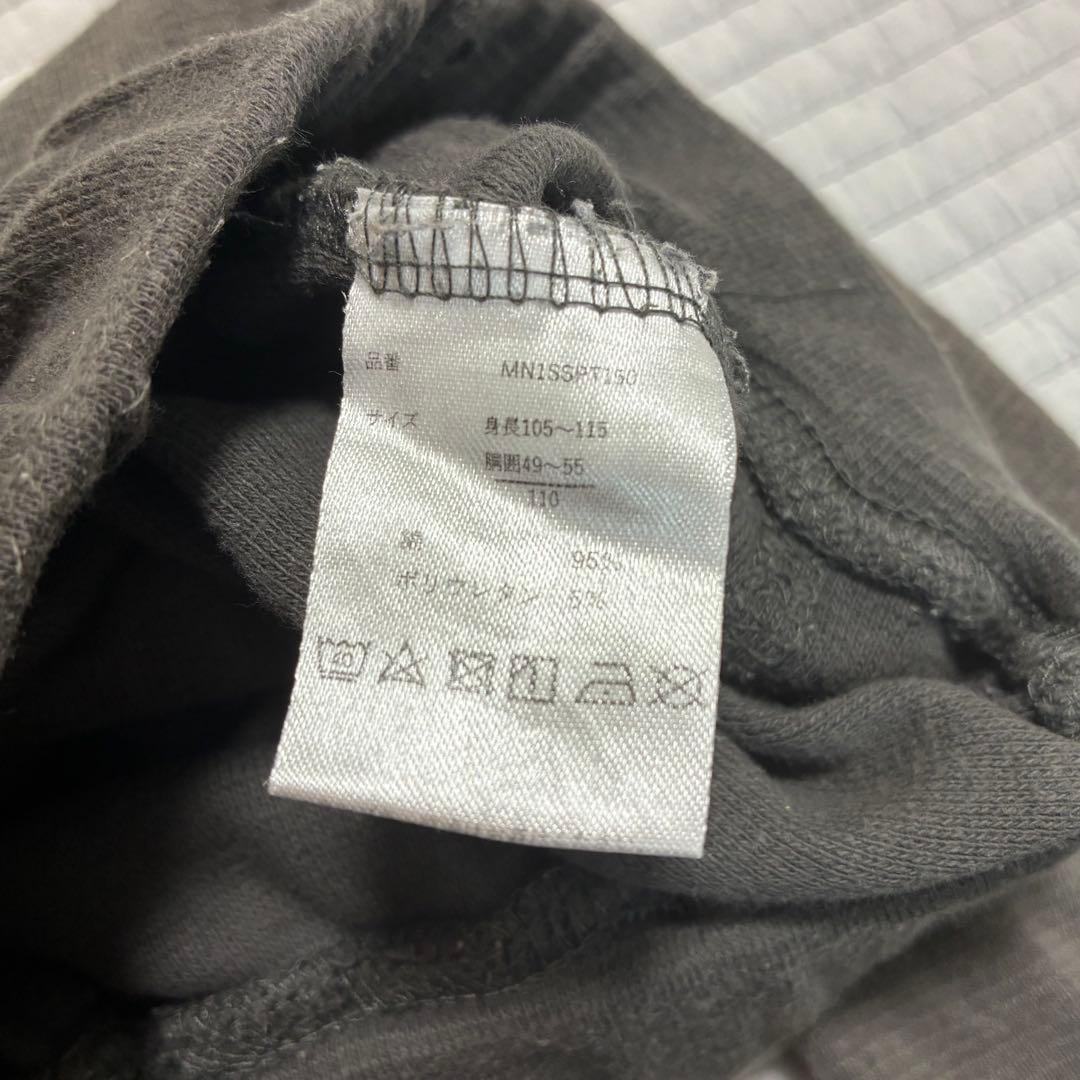 品番 MN1SSPT150
サイズ 身長105～115
胴囲49～55
110
綿 95%
ポリウレタン 5%
40